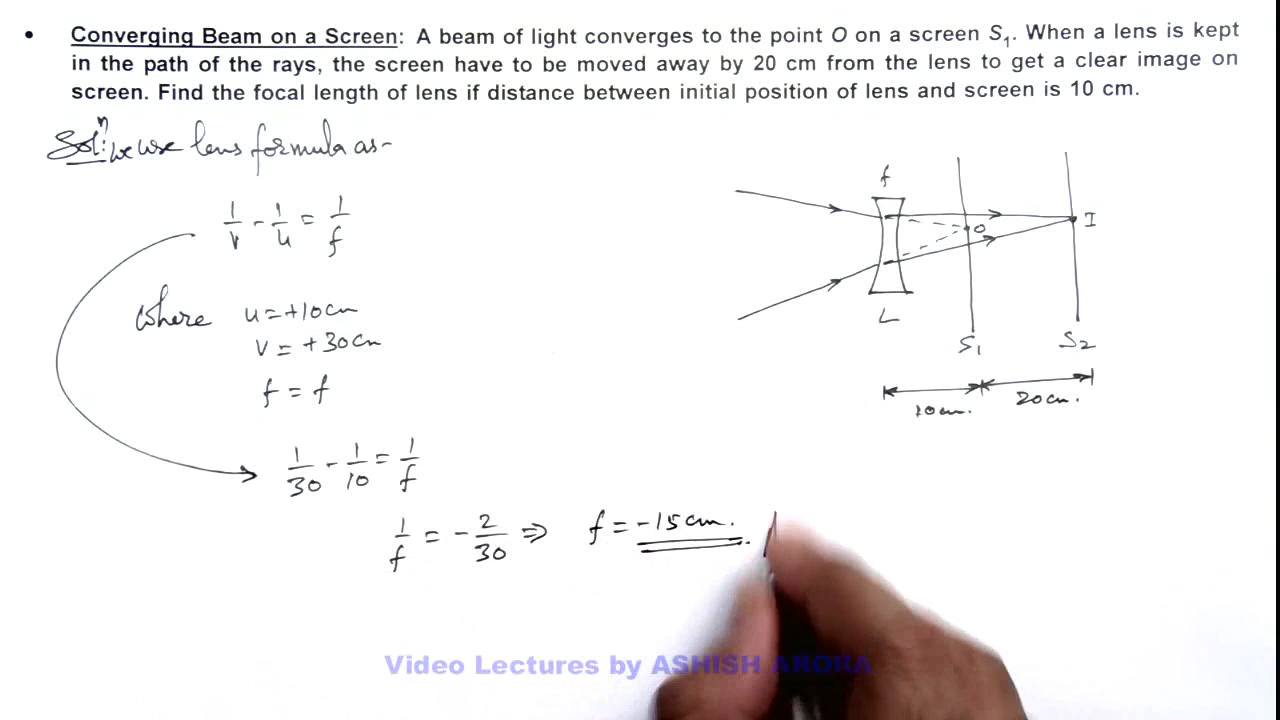 • Converging Beam on a Screen: A beam of light converges to the point O on a screen S₁. When a lens is kept
in the path of the rays, the screen have to be moved away by 20 cm from the lens to get a clear image on
screen. Find the focal length of lens if distance between initial position of lens and screen is 10 cm.
Solⁿ: we use lens formula as-
1/v - 1/u = 1/f
where u = +10cm
v = +30cm
f = f
1/30 - 1/10 = 1/f
1/f = -2/30 ⇒ f = -15cm.
f
O
I
L
S₁
S₂
10cm.
20cm.
Video Lectures by ASHISH ARORA